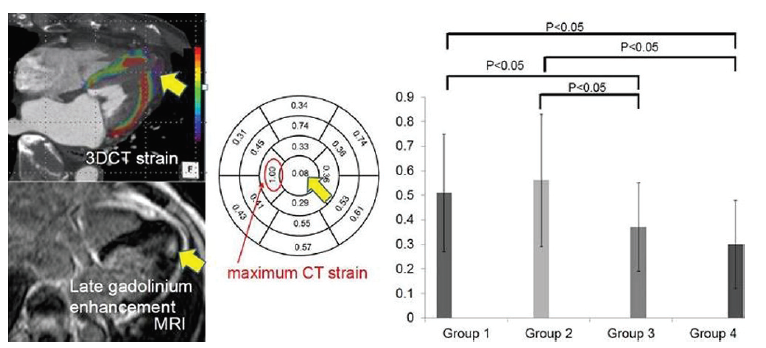 3DCT strain
F
Late gadolinium
enhancement
MRI
0.34
0.31
0.74
0.74
0.45
0.33
0.38
1.03
0.08
0.36
0.43
0.41
0.29
0.53
0.61
0.55
0.57
maximum CT strain
P<0.05
P<0.05
P<0.05
P<0.05
0.9
0.8
0.7
0.6
0.5
0.4
0.3
0.2
0.1
0
Group 1
Group 2
Group 3
Group 4